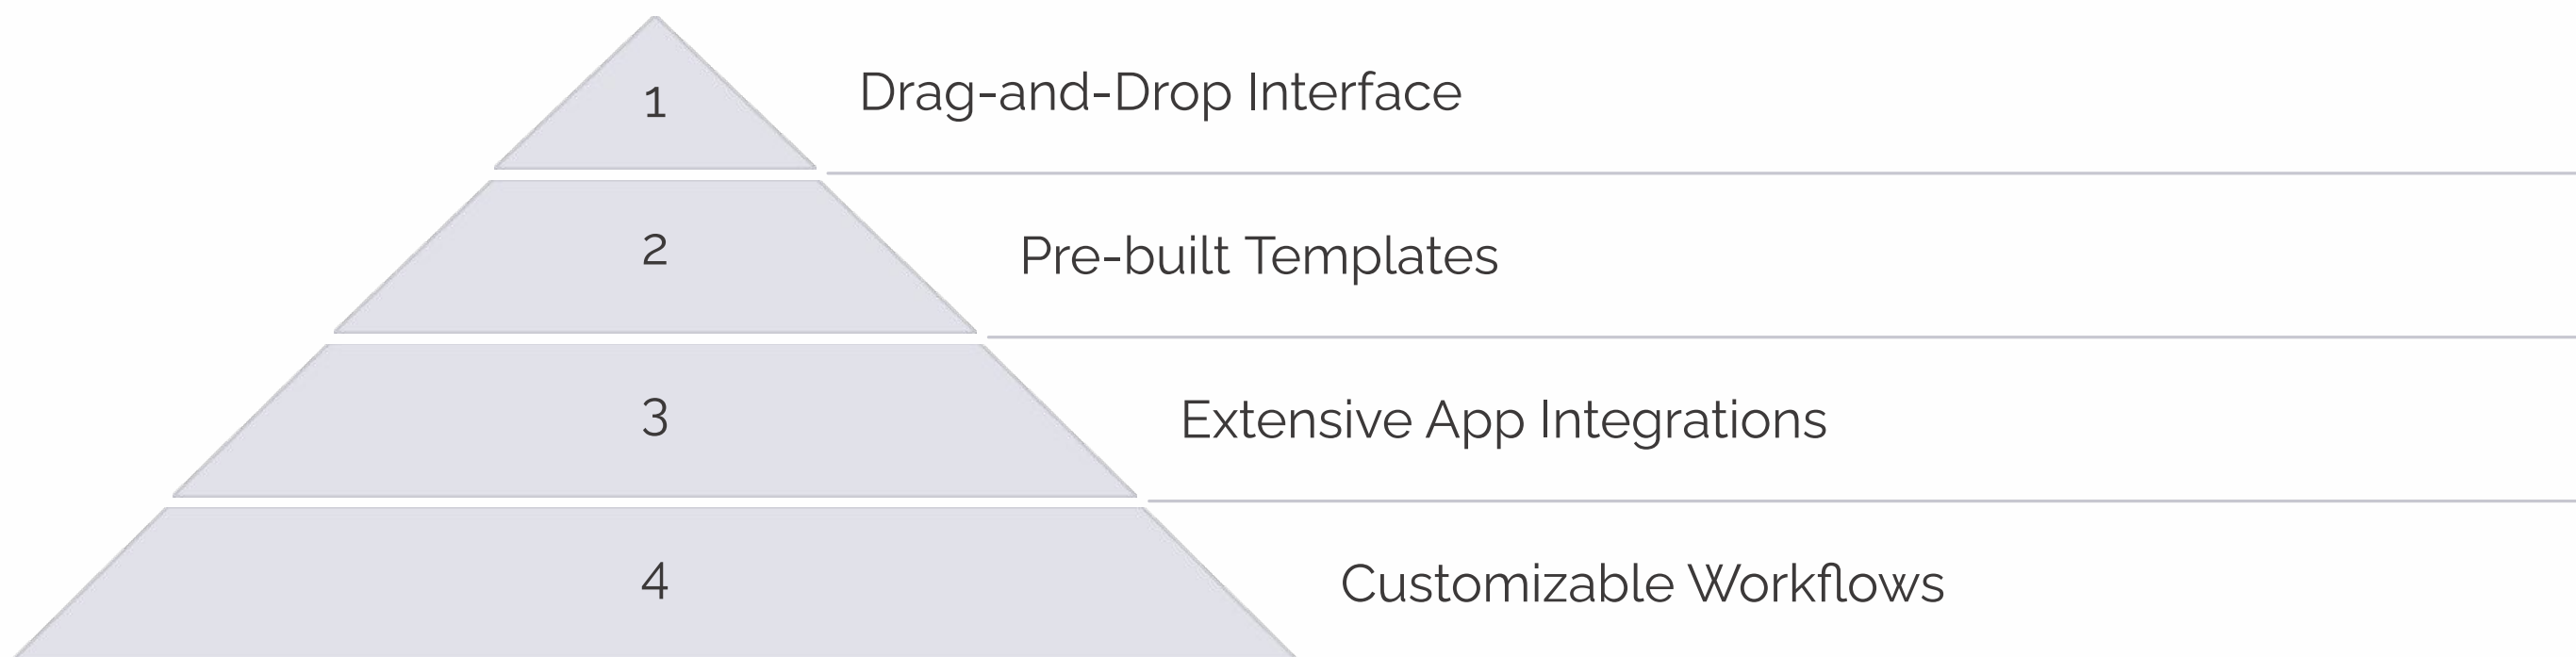 1
Drag-and-Drop Interface
2
Pre-built Templates
3
Extensive App Integrations
4
Customizable Workflows